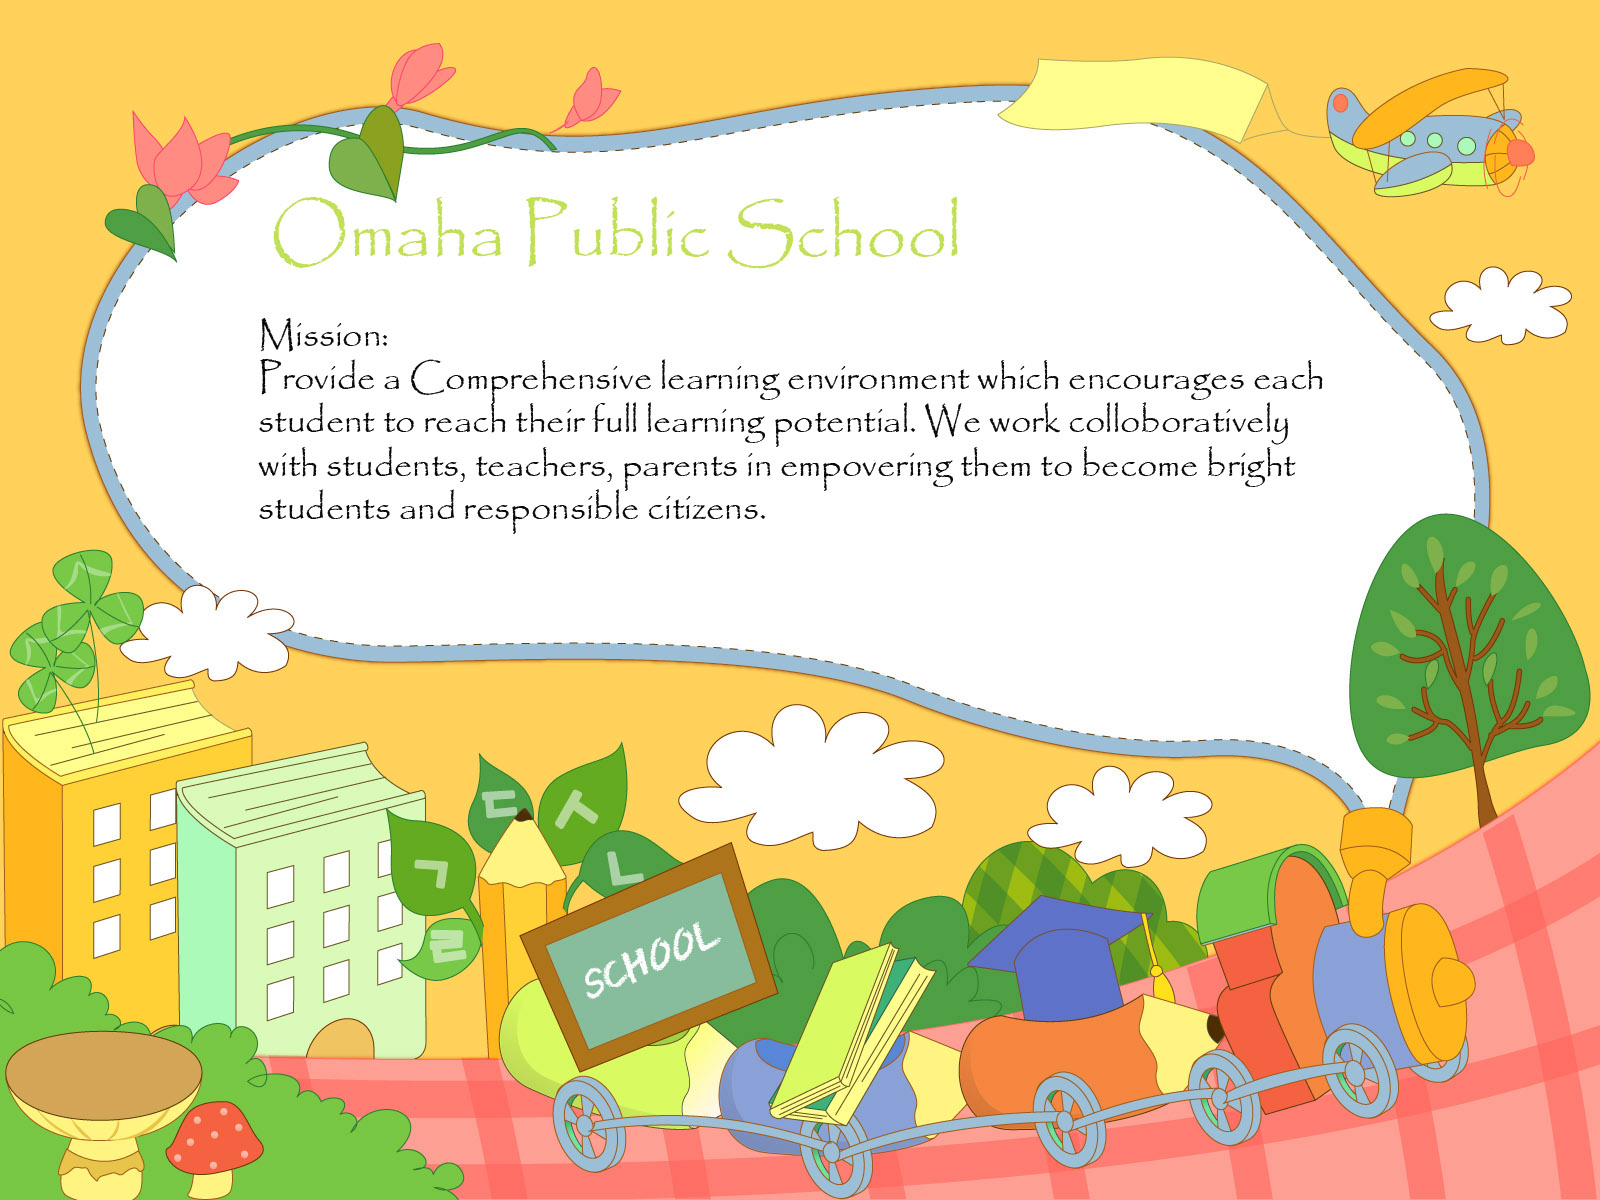 Omaha Public School
Mission:
Provide a Comprehensive learning environment which encourages each
student to reach their full learning potential. We work colloboratively
with students, teachers, parents in empovering them to become bright
students and responsible citizens.
ㄷ ㅅ
ㄱ ㄴ
ㄹ
SCHOOL